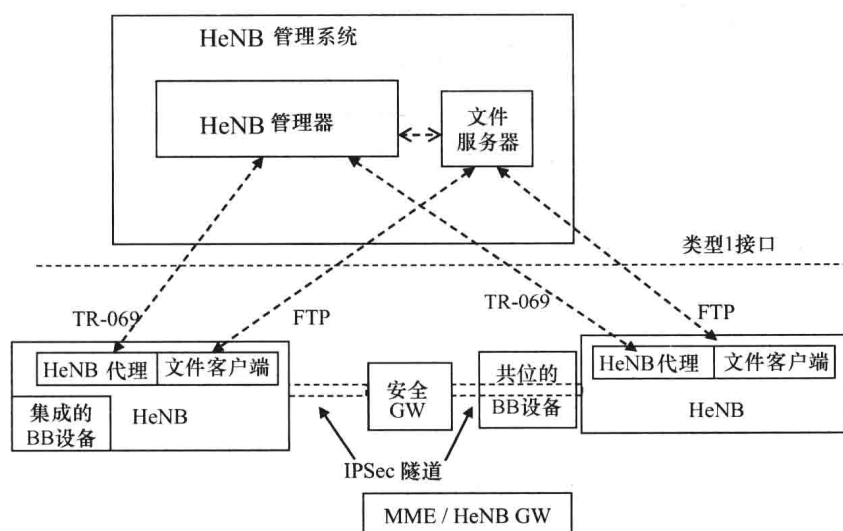 HeNB 管理系统
HeNB 管理器
文件
服务器
类型1接口
TR-069
FTP
TR-069
FTP
HeNB 代理
文件客户端
集成的
BB设备
HeNB
安全
GW
共位的
BB设备
HeNB代理
文件客户端
HeNB
IPSec 隧道
MME / HeNB GW